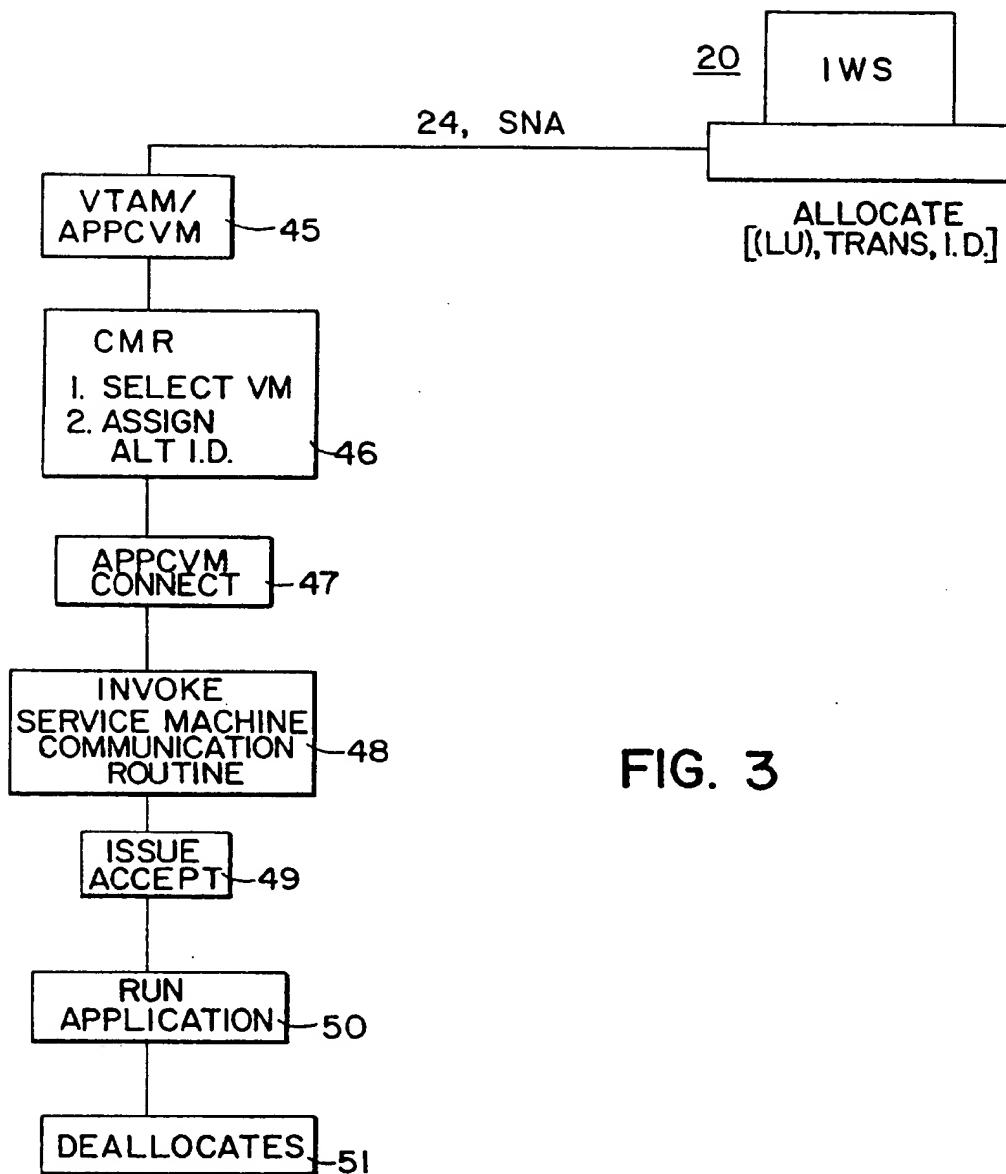 20
IWS
24, SNA
ALLOCATE
[(LU), TRANS, I.D.]
VTAM/
APPCVM
45
CMR
1. SELECT VM
2. ASSIGN
ALT I.D.
46
APPCVM
CONNECT
47
INVOKE
SERVICE MACHINE
COMMUNICATION
ROUTINE
48
FIG. 3
ISSUE
ACCEPT
49
RUN
APPLICATION
50
DEALLOCATES
51